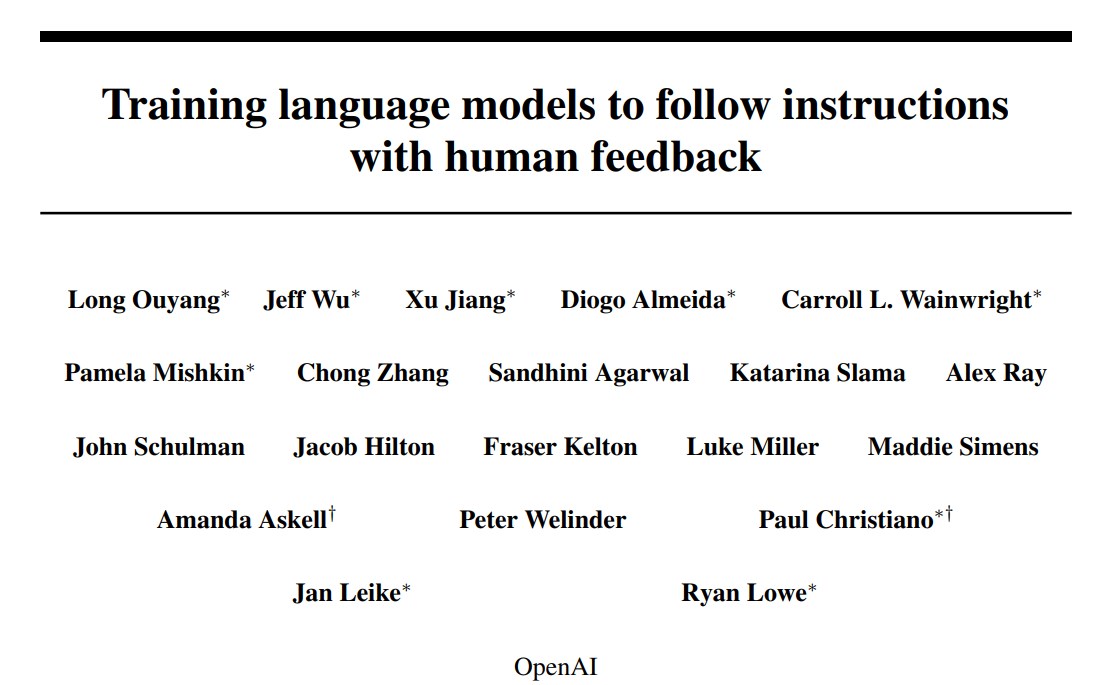 Training language models to follow instructions
with human feedback
Long Ouyang* Jeff Wu* Xu Jiang* Diogo Almeida* Carroll L. Wainwright*
Pamela Mishkin* Chong Zhang Sandhini Agarwal Katarina Slama Alex Ray
John Schulman Jacob Hilton Fraser Kelton Luke Miller Maddie Simens
Amanda Askell† Peter Welinder Paul Christiano*†
Jan Leike* Ryan Lowe*
OpenAI